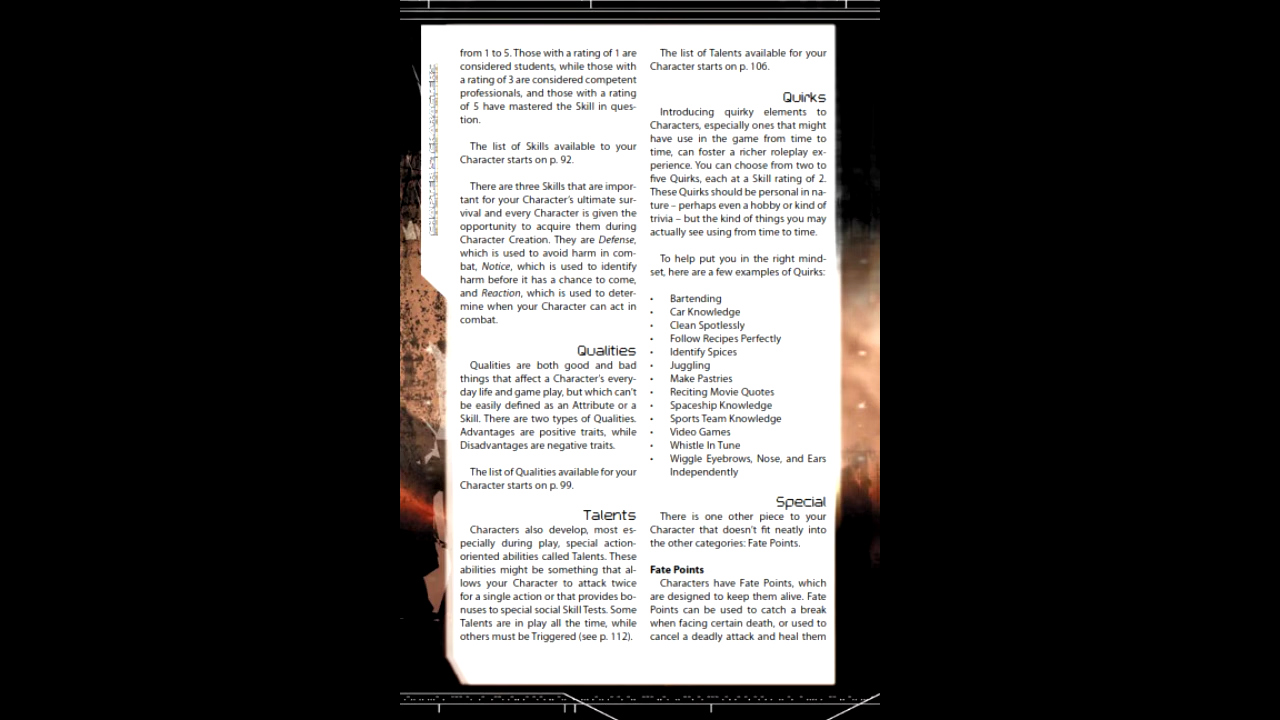 from 1 to 5. Those with a rating of 1 are
considered students, while those with
a rating of 3 are considered competent
professionals, and those with a rating
of 5 have mastered the Skill in ques-
tion.
The list of Skills available to your
Character starts on p. 92.
There are three Skills that are impor-
tant for your Character's ultimate sur-
vival and every Character is given the
opportunity to acquire them during
Character Creation. They are Defense,
which is used to avoid harm in com-
bat, Notice, which is used to identify
harm before it has a chance to come,
and Reaction, which is used to deter-
mine when your Character can act in
combat.
Qualities
Qualities are both good and bad
things that affect a Character's every-
day life and game play, but which can't
be easily defined as an Attribute or a
Skill. There are two types of Qualities.
Advantages are positive traits, while
Disadvantages are negative traits.
The list of Qualities available for your
Character starts on p. 99.
Talents
Characters also develop, most es-
pecially during play, special action-
oriented abilities called Talents. These
abilities might be something that al-
lows your Character to attack twice
for a single action or that provides bo-
nuses to special social Skill Tests. Some
Talents are in play all the time, while
others must be Triggered (see p. 112).
The list of Talents available for your
Character starts on p. 106.
Quirks
Introducing quirky elements to
Characters, especially ones that might
have use in the game from time to
time, can foster a richer roleplay ex-
perience. You can choose from two to
five Quirks, each at a Skill rating of 2.
These Quirks should be personal in na-
ture – perhaps even a hobby or kind of
trivia – but the kind of things you may
actually see using from time to time.
To help put you in the right mind-
set, here are a few examples of Quirks:
• Bartending
• Car Knowledge
• Clean Spotlessly
• Follow Recipes Perfectly
• Identify Spices
• Juggling
• Make Pastries
• Reciting Movie Quotes
• Spaceship Knowledge
• Sports Team Knowledge
• Video Games
• Whistle In Tune
• Wiggle Eyebrows, Nose, and Ears
Independently
Special
There is one other piece to your
Character that doesn't fit neatly into
the other categories: Fate Points.
Fate Points
Characters have Fate Points, which
are designed to keep them alive. Fate
Points can be used to catch a break
when facing certain death, or used to
cancel a deadly attack and heal them